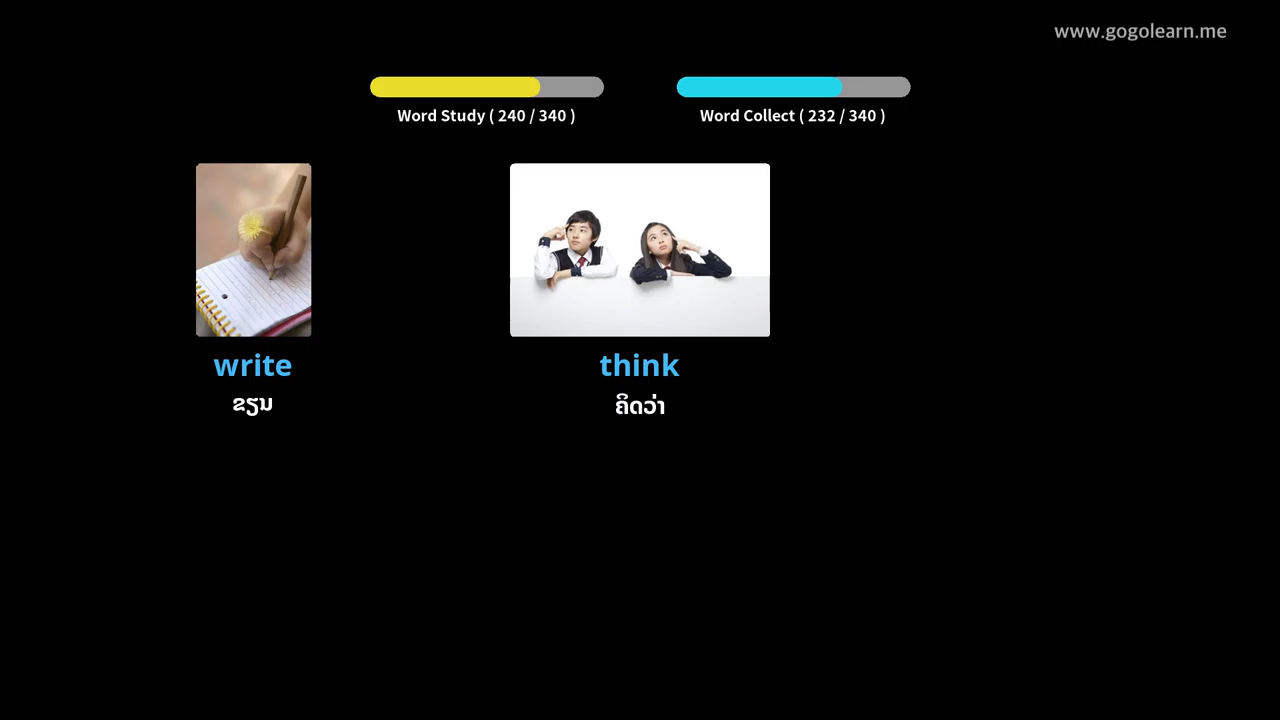 www.gogolearn.me
Word Study ( 240 / 340 )
Word Collect ( 232 / 340 )
write
ຂຽນ
think
ຄິດວ່າ